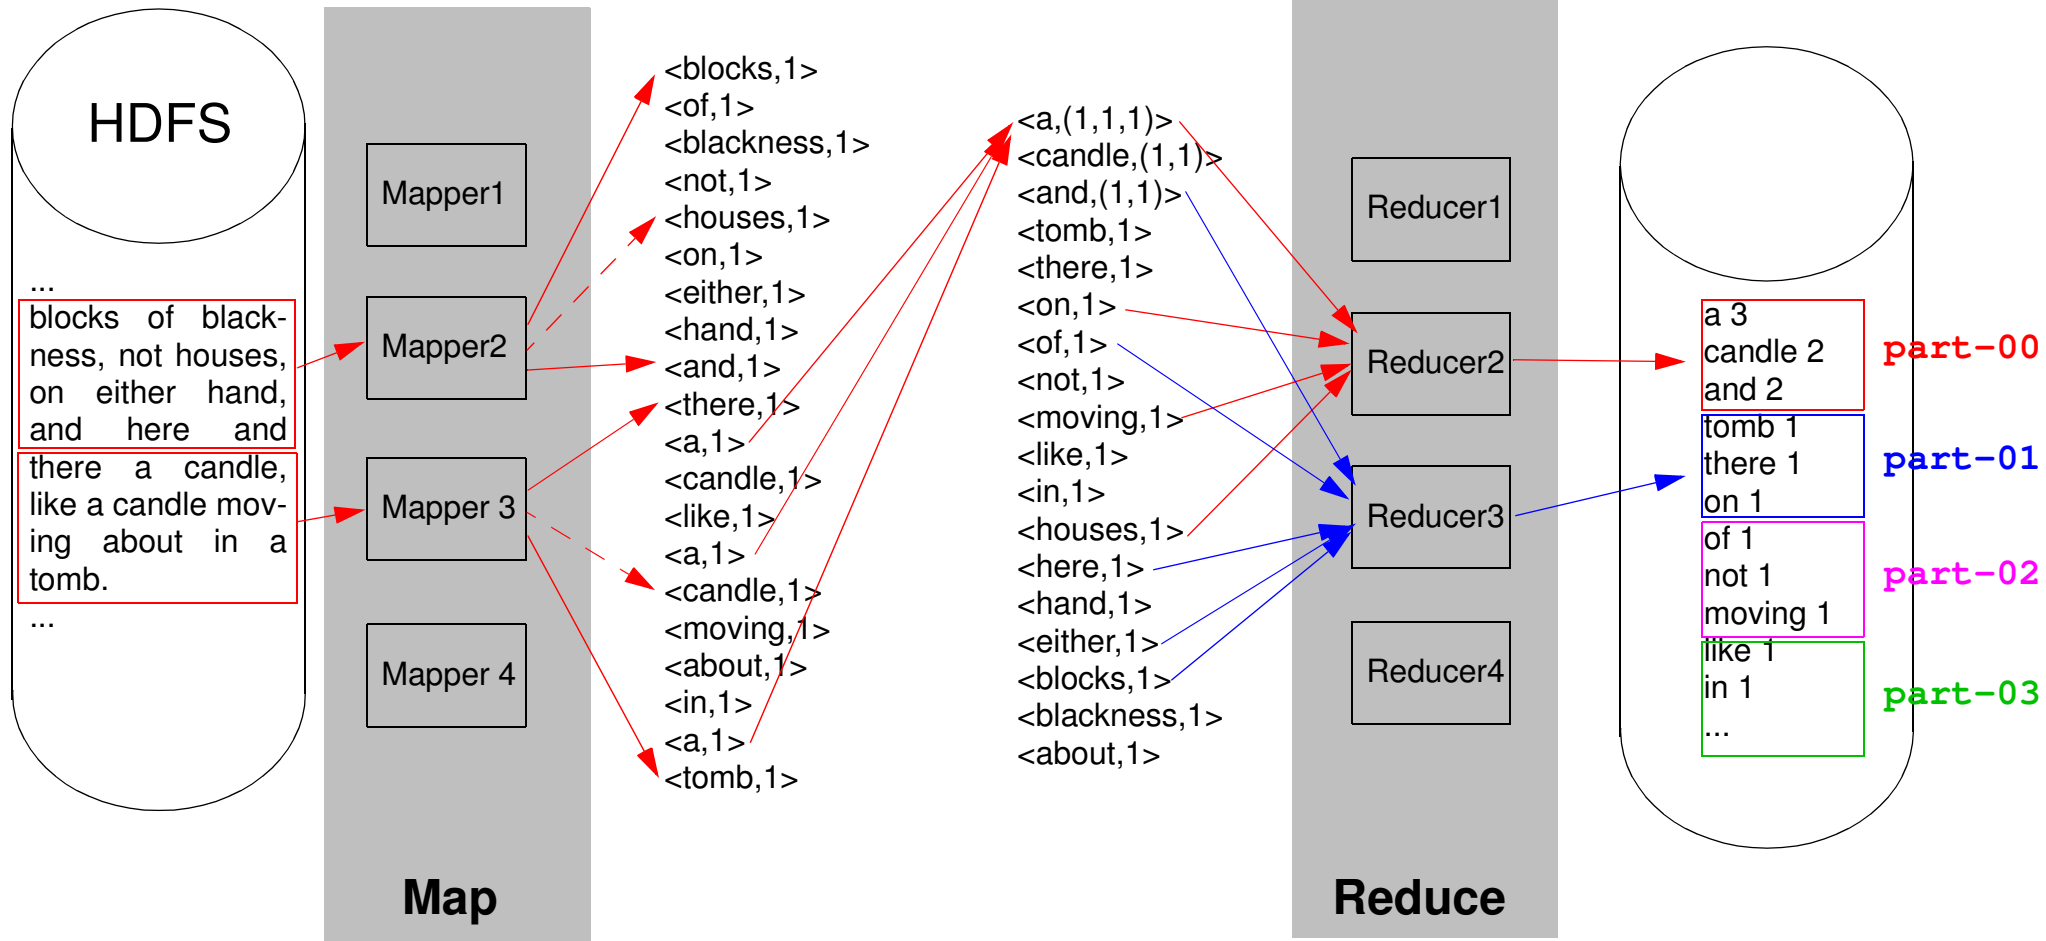 HDFS
...
blocks of black-
ness, not houses,
on either hand,
and here and
there a candle,
like a candle mov-
ing about in a
tomb.
...
Mapper1
Mapper2
Mapper 3
Mapper 4
Map
<blocks,1>
<of,1>
<blackness,1>
<not,1>
<houses,1>
<on,1>
<either,1>
<hand,1>
<and,1>
<there,1>
<a,1>
<candle,1>
<like,1>
<a,1>
<candle,1>
<moving,1>
<about,1>
<in,1>
<a,1>
<tomb,1>
<a,(1,1,1)>
<candle,(1,1)>
<and,(1,1)>
<tomb,1>
<there,1>
<on,1>
<of,1>
<not,1>
<moving,1>
<like,1>
<in,1>
<houses,1>
<here,1>
<hand,1>
<either,1>
<blocks,1>
<blackness,1>
<about,1>
Reducer1
Reducer2
Reducer3
Reducer4
Reduce
a 3
candle 2
and 2
tomb 1
there 1
on 1
of 1
not 1
moving 1
like 1
in 1
...
part-00
part-01
part-02
part-03